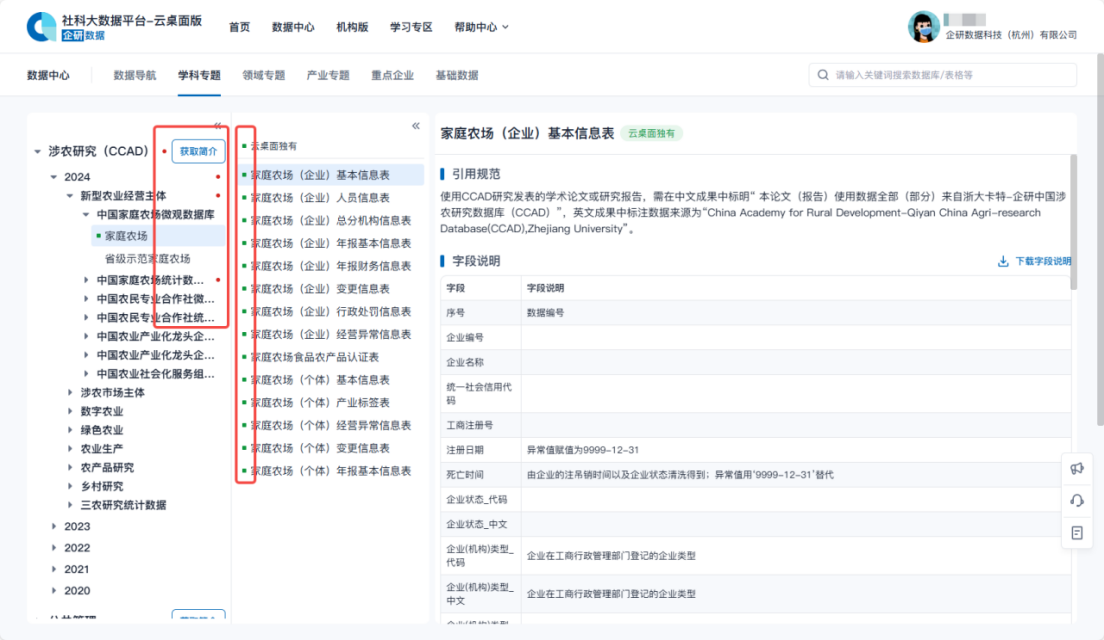 社科大数据平台-云桌面版
企研数据
首页 数据中心 机构版 学习专区 帮助中心
企研数据科技（杭州）有限公司
数据中心 数据导航 学科专题 领域专题 产业专题 重点企业 基础数据
请输入关键词搜索数据库/表格等
涉农研究（CCAD） 获取简介
2024
新型农业经营主体
中国家庭农场微观数据库
家庭农场
省级示范家庭农场
中国家庭农场统计数...
中国农民专业合作社微...
中国农民专业合作社统...
中国农业产业化龙头企...
中国农业产业化龙头企...
中国农业社会化服务组...
涉农市场主体
数字农业
绿色农业
农业生产
农产品研究
乡村研究
三农研究统计数据
2023
2022
2021
2020
云桌面独有
家庭农场（企业）基本信息表
家庭农场（企业）人员信息表
家庭农场（企业）总分机构信息表
家庭农场（企业）年报基本信息表
家庭农场（企业）年报财务信息表
家庭农场（企业）变更信息表
家庭农场（企业）行政处罚信息表
家庭农场（企业）经营异常信息表
家庭农场食品农产品认证表
家庭农场（个体）基本信息表
家庭农场（个体）产业标签表
家庭农场（个体）经营异常信息表
家庭农场（个体）变更信息表
家庭农场（个体）年报基本信息表
家庭农场（企业）基本信息表 云桌面独有
引用规范
使用CCAD研究发表的学术论文或研究报告，需在中文成果中标明“ 本论文（报告）使用数据全部（部分）来自浙大卡特-企研中国涉
农研究数据库（CCAD）”，英文成果中标注数据来源为“China Academy for Rural Development-Qiyan China Agri-research
Database(CCAD),Zhejiang University”。
字段说明 下载字段说明
字段 字段说明
序号 数据编号
企业编号
企业名称
统一社会信用代
码
工商注册号
注册日期 异常值赋值为9999-12-31
死亡时间 由企业的注吊销时间以及企业状态清洗得到；异常值用‘9999-12-31’替代
企业状态_代码
企业状态_中文
企业(机构)类型_
代码 企业在工商行政管理部门登记的企业类型
企业(机构)类型_
中文 企业在工商行政管理部门登记的企业类型